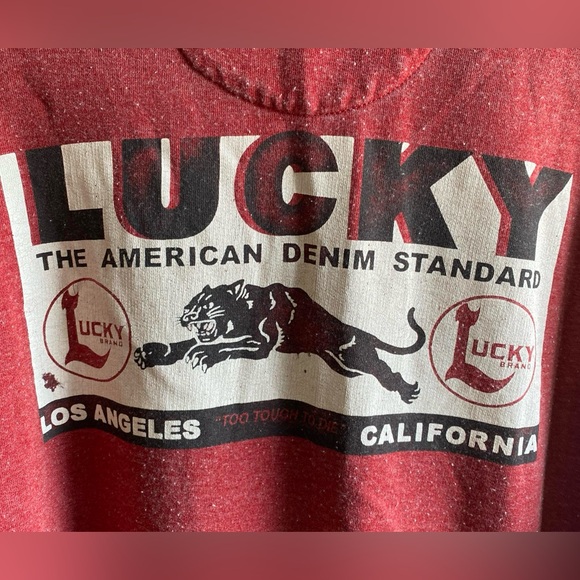 LUCKY
THE AMERICAN DENIM STANDARD
LUCKY
BRAND
LUCKY
BRAND
LOS ANGELES "TOO TOUGH TO DIE" CALIFORNIA